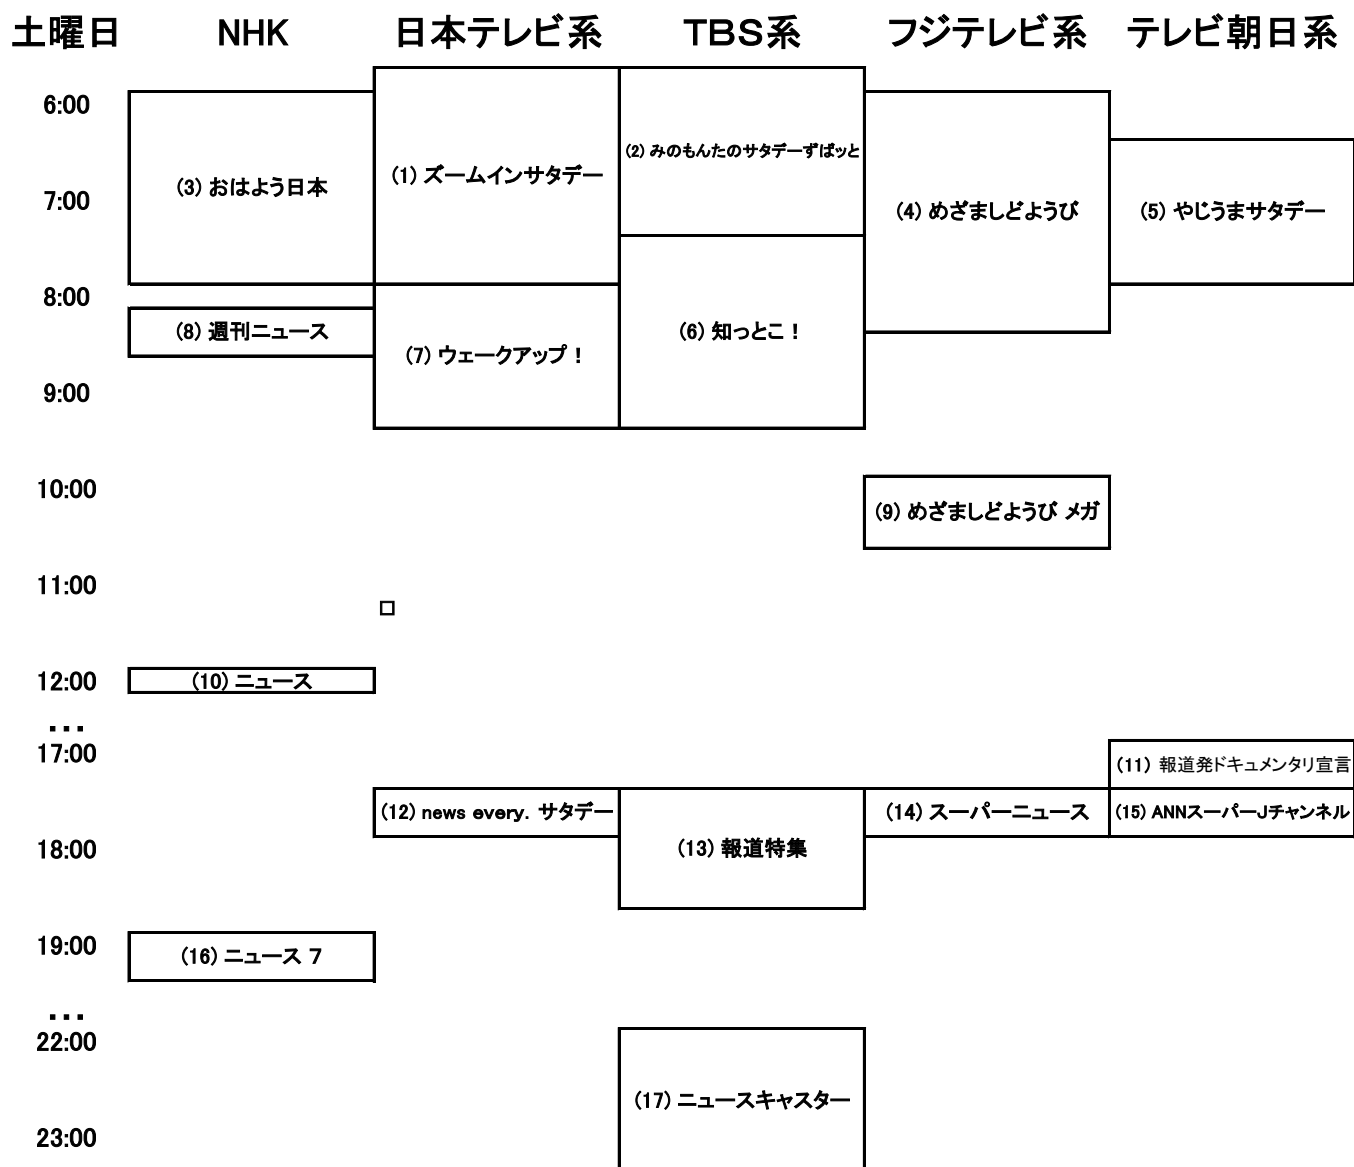 土曜日 NHK 日本テレビ系 TBS系 フジテレビ系 テレビ朝日系
6:00
(2) みのもんたのサタデーずばッと
(3) おはよう日本 (1) ズームインサタデー
7:00 (4) めざましどようび (5) やじうまサタデー
8:00
(8) 週刊ニュース (6) 知っとこ！
(7) ウェークアップ！
9:00
10:00
(9) めざましどようび メガ
11:00
12:00 (10) ニュース
...
17:00
(11) 報道発ドキュメンタリ宣言
(12) news every. サタデー (14) スーパーニュース (15) ANNスーパーJチャンネル
18:00 (13) 報道特集
19:00
(16) ニュース 7
...
22:00
(17) ニュースキャスター
23:00